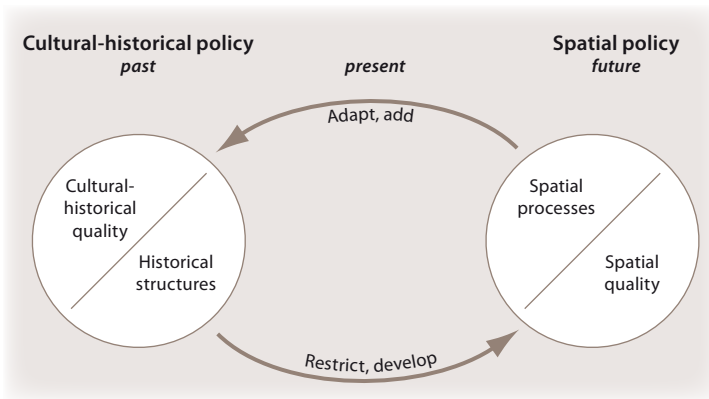 Cultural-historical policy
past
present
Spatial policy
future
Adapt, add
Cultural-
historical
quality
Historical
structures
Spatial
processes
Spatial
quality
Restrict, develop